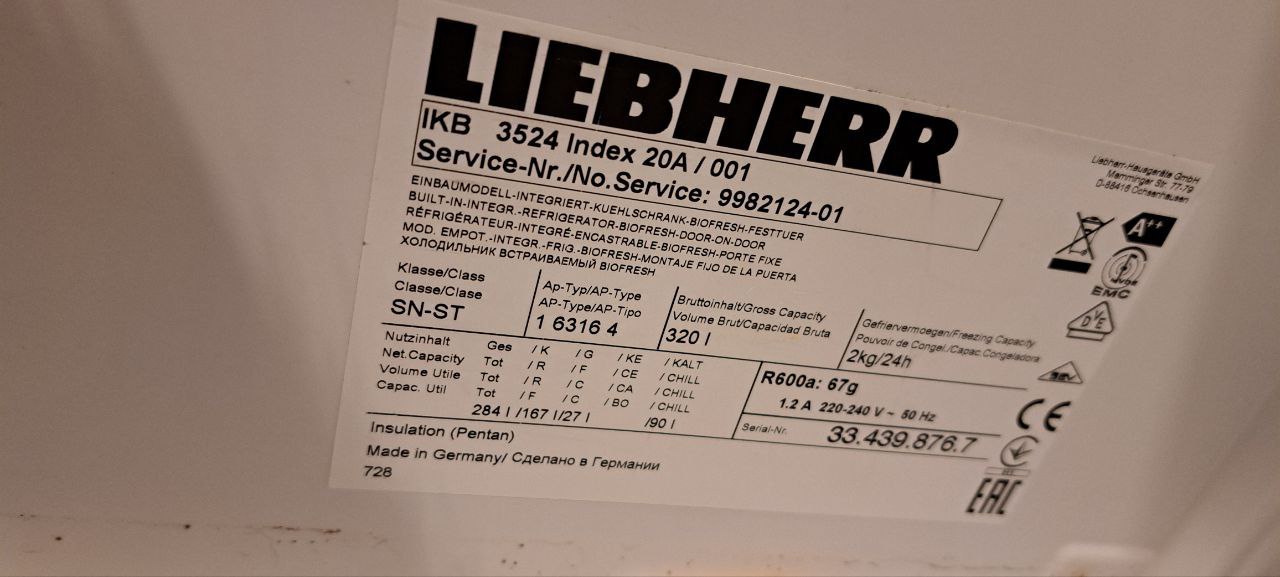 LIEBHERR
IKB 3524 Index 20A / 001
Service-Nr./No.Service: 9982124-01
Liebherr-Hausgeräte GmbH
Memminger Str. 77-79
D-88416 Ochsenhausen
EINBAUMODELL-INTEGRIERT-KUEHLSCHRANK-BIOFRESH-FESTTUER
BUILT-IN-INTEGR.-REFRIGERATOR-BIOFRESH-DOOR-ON-DOOR
RÉFRIGÉRATEUR-INTEGRÉ-ENCASTRABLE-BIOFRESH-PORTE FIXE
MOD. EMPOT.-INTEGR.-FRIG.-BIOFRESH-MONTAJE FIJO DE LA PUERTA
ХОЛОДИЛЬНИК ВСТРАИВАЕМЫЙ BIOFRESH
A++
EMC
DVE
Klasse/Class
Classe/Clase
SN-ST
Ap-Typ/AP-Type
AP-Type/AP-Tipo
1 6316 4
Bruttoinhalt/Gross Capacity
Volume Brut/Capacidad Bruta
320 l
Gefriervermoegen/Freezing Capacity
Pouvoir de Congel./Capac.Congeladora
2kg/24h
Nutzinhalt Ges / K / G / KE / KALT
Net.Capacity Tot / R / F / CE / CHILL
Volume Utile Tot / R / C / CA / CHILL
Capac. Util Tot / F / C / BO / CHILL
284 l /167 l/27 l /90 l
R600a: 67g
1.2 A 220-240 V ~ 50 Hz
Serial-Nr. 33.439.876.7
CE
EAC
Insulation (Pentan)
Made in Germany/ Сделано в Германии
728